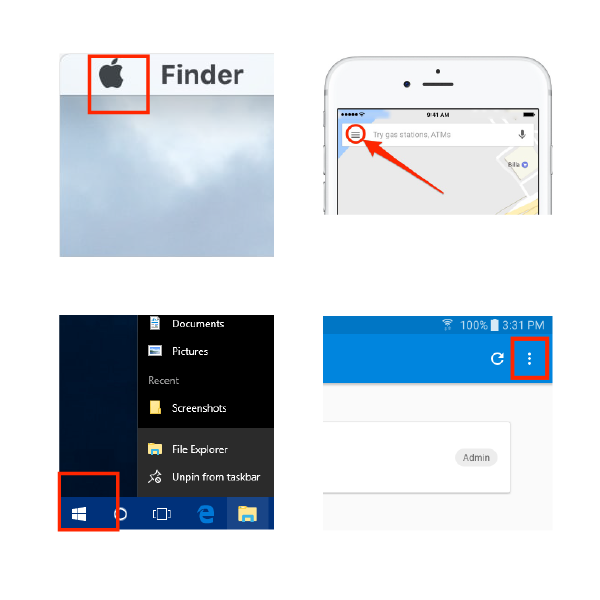 Finder
9:41 AM
Try gas stations, ATMs
Billa
Documents
Pictures
Recent
Screenshots
File Explorer
Unpin from taskbar
100% 3:31 PM
Admin